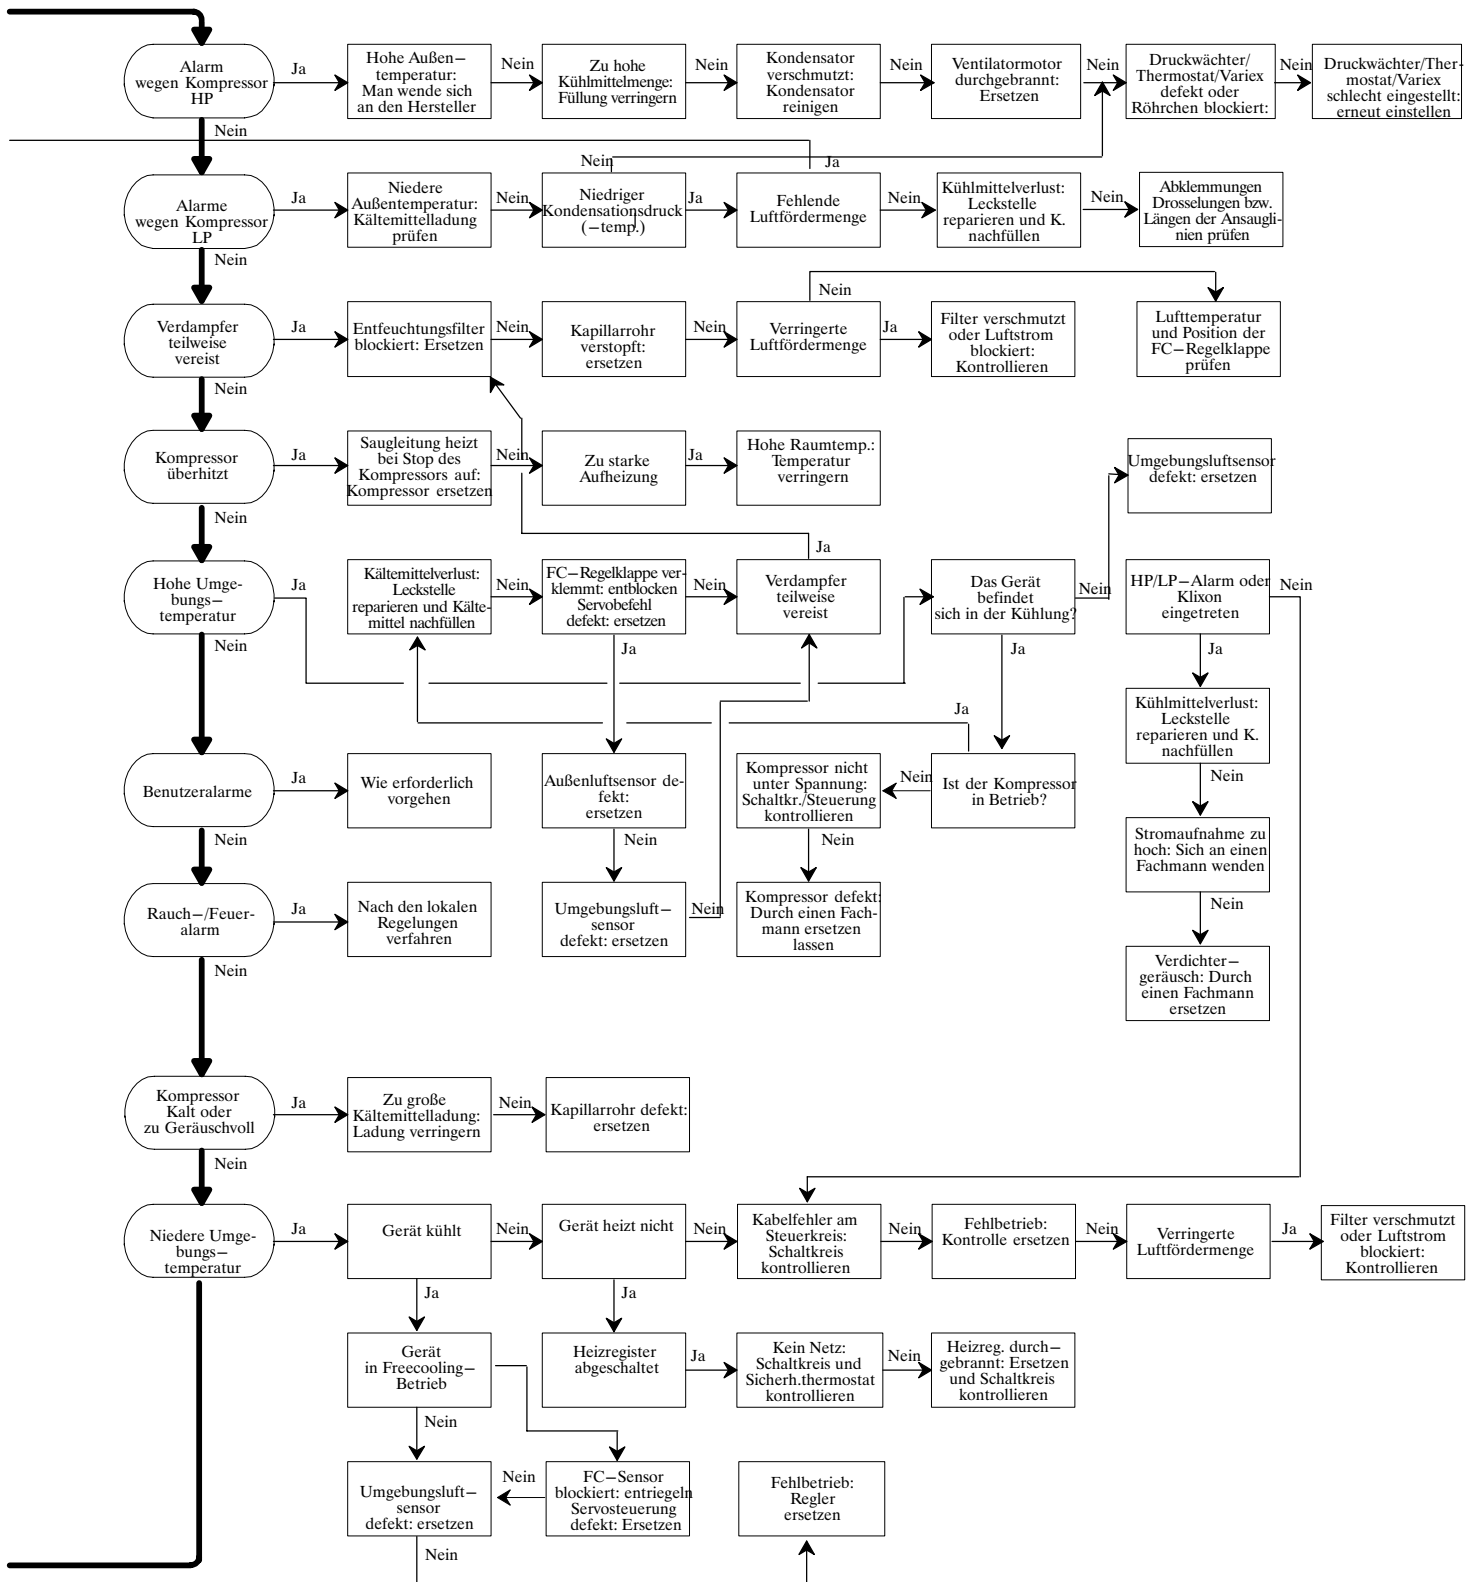 Alarm
wegen Kompressor
HP
Ja
Hohe Außen−
temperatur:
Man wende sich
an den Hersteller
Nein
Zu hohe
Kühlmittelmenge:
Füllung verringern
Nein
Kondensator
verschmutzt:
Kondensator
reinigen
Nein
Ventilatormotor
durchgebrannt:
Ersetzen
Nein
Druckwächter/
Thermostat/Variex
defekt oder
Röhrchen blockiert:
Nein
Druckwächter/Ther-
mostat/Variex
schlecht eingestellt:
erneut einstellen
Nein
Nein
Ja
Alarme
wegen Kompressor
LP
Ja
Niedere
Außentemperatur:
Kältemittelladung
prüfen
Nein
Niedriger
Kondensationsdruck
(−temp.)
Ja
Fehlende
Luftfördermenge
Nein
Kühlmittelverlust:
Leckstelle
reparieren und K.
nachfüllen
Nein
Abklemmungen
Drosselungen bzw.
Längen der Ansaugli-
nien prüfen
Nein
Nein
Verdampfer
teilweise
vereist
Ja
Entfeuchtungsfilter
blockiert: Ersetzen
Nein
Kapillarrohr
verstopft:
ersetzen
Nein
Verringerte
Luftfördermenge
Ja
Filter verschmutzt
oder Luftstrom
blockiert:
Kontrollieren
Lufttemperatur
und Position der
FC−Regelklappe
prüfen
Nein
Kompressor
überhitzt
Ja
Saugleitung heizt
bei Stop des
Kompressors auf:
Kompressor ersetzen
Nein
Zu starke
Aufheizung
Ja
Hohe Raumtemp.:
Temperatur
verringern
Umgebungsluftsensor
defekt: ersetzen
Nein
Ja
Hohe Umge-
bungs−
temperatur
Ja
Kältemittelverlust:
Leckstelle
reparieren und Kälte-
mittel nachfüllen
Nein
FC−Regelklappe ver-
klemmt: entblocken
Servobefehl
defekt: ersetzen
Nein
Verdampfer
teilweise
vereist
Das Gerät
befindet
sich in der Kühlung?
Nein
HP/LP−Alarm oder
Klixon
eingetreten
Nein
Nein
Ja
Ja
Ja
Ja
Kühlmittelverlust:
Leckstelle
reparieren und K.
nachfüllen
Nein
Benutzeralarme
Ja
Wie erforderlich
vorgehen
Außenluftsensor de-
fekt:
ersetzen
Kompressor nicht
unter Spannung:
Schaltkr./Steuerung
kontrollieren
Nein
Ist der Kompressor
in Betrieb?
Stromaufnahme zu
hoch: Sich an einen
Fachmann wenden
Nein
Nein
Nein
Nein
Rauch−/Feuer-
alarm
Ja
Nach den lokalen
Regelungen
verfahren
Umgebungsluft−
sensor
defekt: ersetzen
Nein
Kompressor defekt:
Durch einen Fach-
mann ersetzen
lassen
Verdichter−
geräusch: Durch
einen Fachmann
ersetzen
Nein
Kompressor
Kalt oder
zu Geräuschvoll
Ja
Zu große
Kältemittelladung:
Ladung verringern
Nein
Kapillarrohr defekt:
ersetzen
Nein
Niedere Umge-
bungs−
temperatur
Ja
Gerät kühlt
Nein
Gerät heizt nicht
Nein
Kabelfehler am
Steuerkreis:
Schaltkreis
kontrollieren
Nein
Fehlbetrieb:
Kontrolle ersetzen
Nein
Verringerte
Luftfördermenge
Ja
Filter verschmutzt
oder Luftstrom
blockiert:
Kontrollieren
Ja
Ja
Gerät
in Freecooling−
Betrieb
Heizregister
abgeschaltet
Ja
Kein Netz:
Schaltkreis und
Sicherh.thermostat
kontrollieren
Nein
Heizreg. durch−
gebrannt: Ersetzen
und Schaltkreis
kontrollieren
Nein
Umgebungsluft−
sensor
defekt: ersetzen
Nein
FC−Sensor
blockiert: entriegeln
Servosteuerung
defekt: Ersetzen
Fehlbetrieb:
Regler
ersetzen
Nein